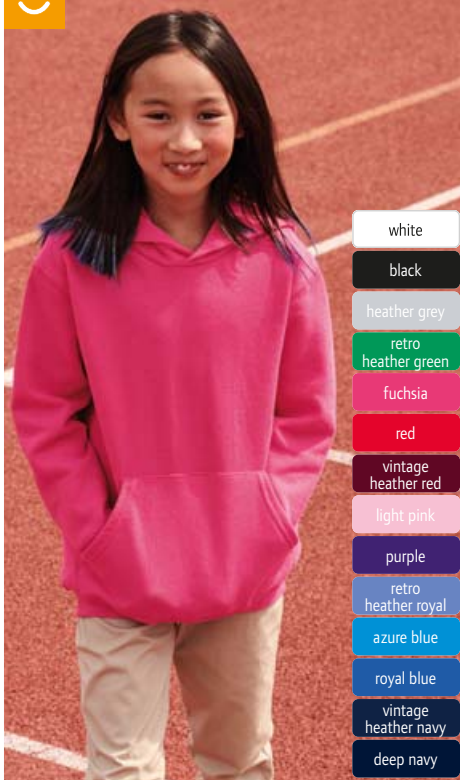 white
black
heather grey
retro
heather green
fuchsia
red
vintage
heather red
light pink
purple
retro
heather royal
azure blue
royal blue
vintage
heather navy
deep navy